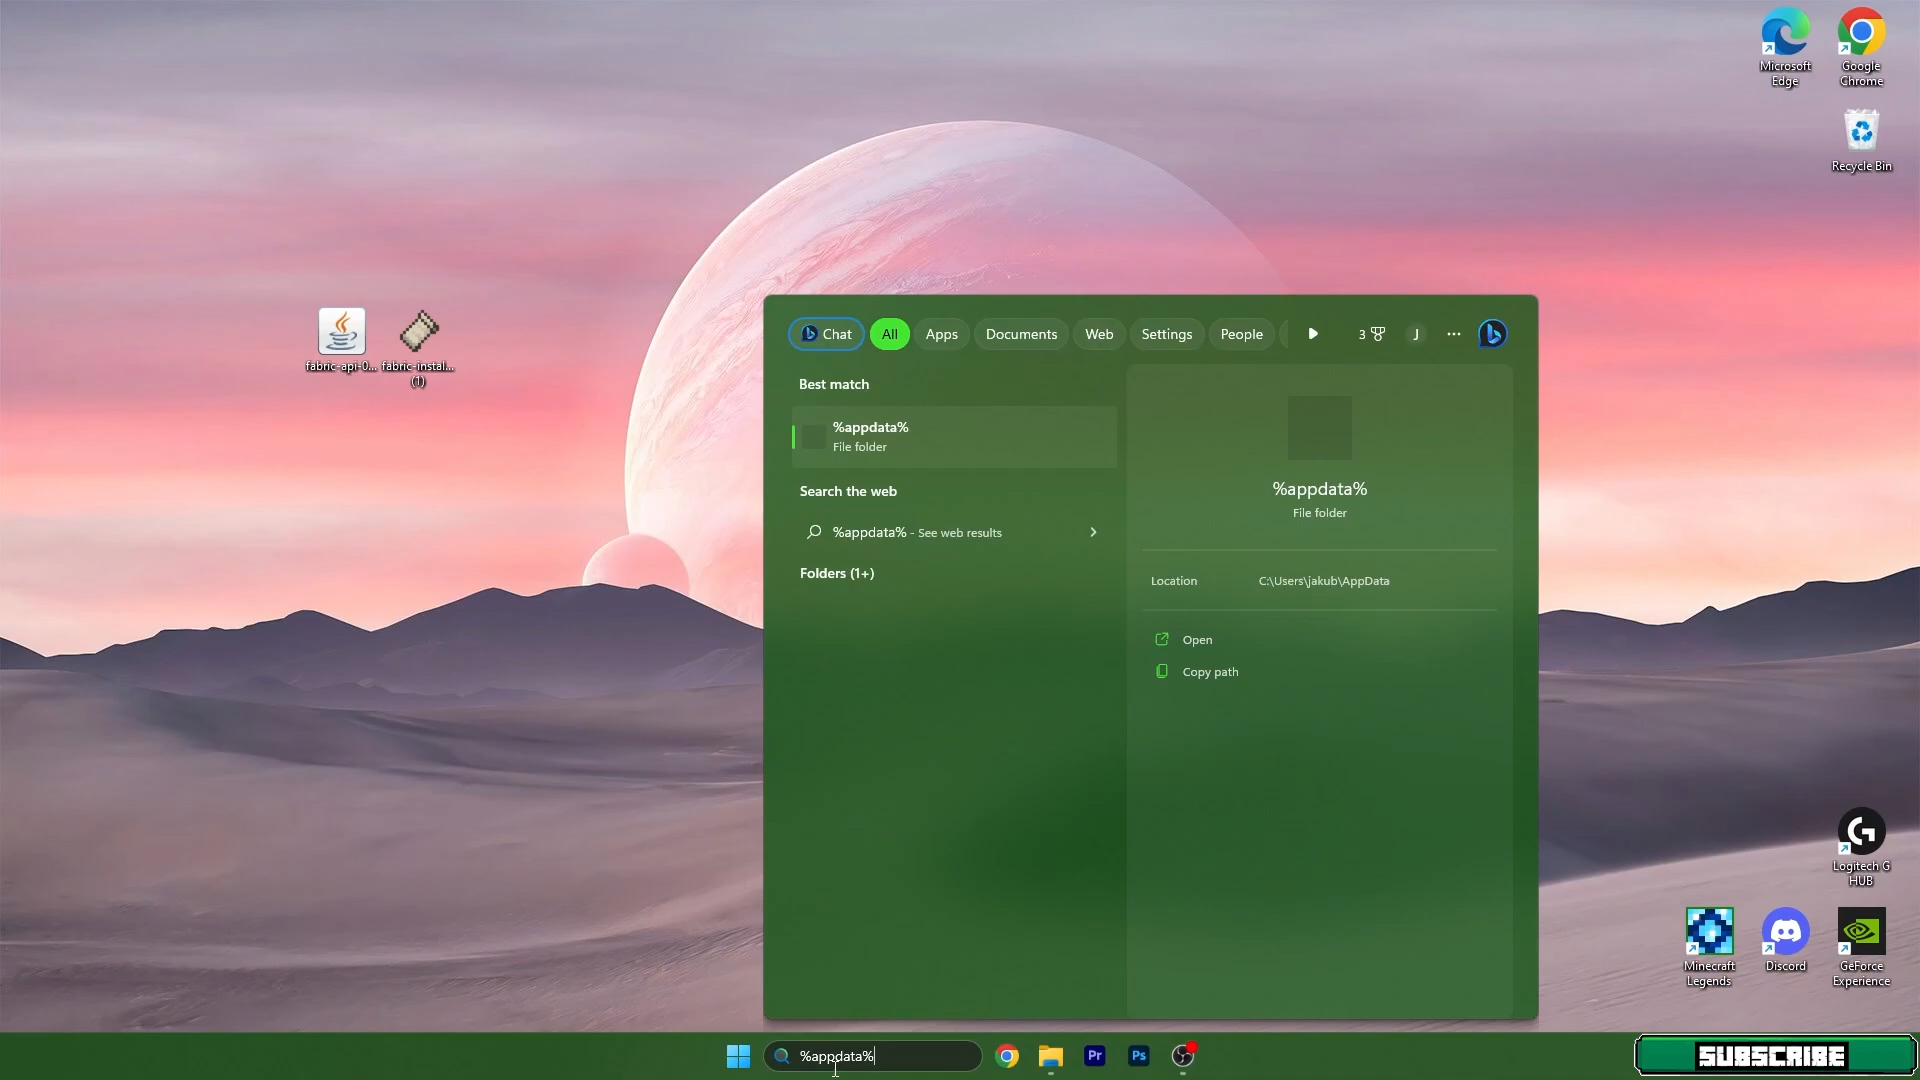 Microsoft
Edge
Google
Chrome
Recycle Bin
fabric-api-0...
fabric-instal...
(1)
Chat
All
Apps
Documents
Web
Settings
People
3
J
Best match
%appdata%
File folder
Search the web
%appdata% - See web results
Folders (1+)
%appdata%
File folder
Location
C:\Users\jakub\AppData
Open
Copy path
Logitech G
HUB
Minecraft
Legends
Discord
GeForce
Experience
%appdata%
Pr
Ps
SUBSCRIBE